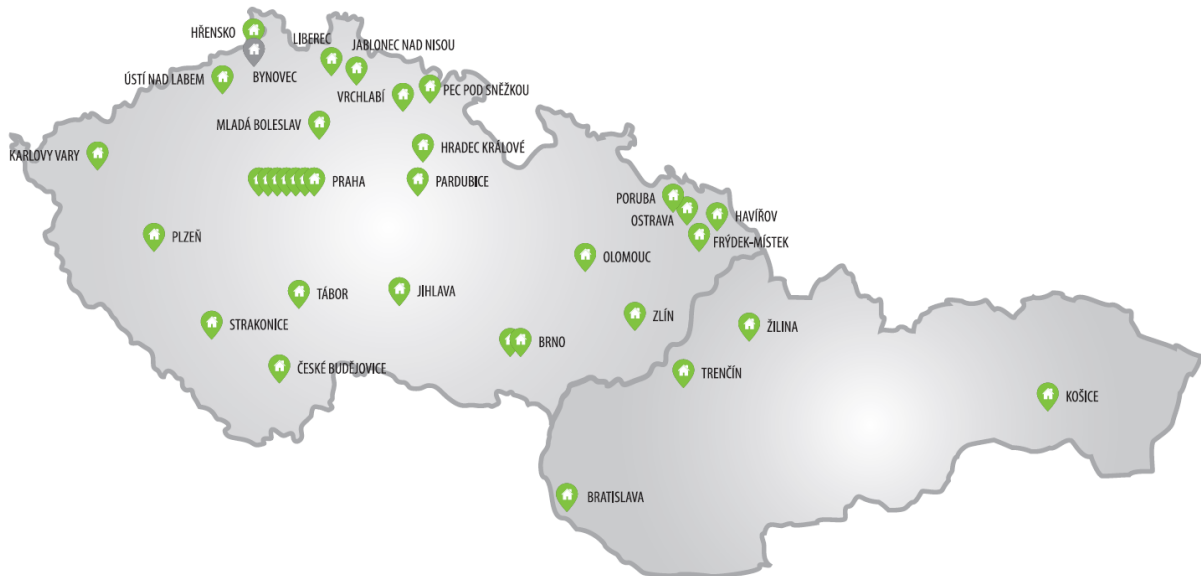 HŘENSKO
LIBEREC
JABLONEC NAD NISOU
ÚSTÍ NAD LABEM
BYNOVEC
VRCHLABÍ
PEC POD SNĚŽKOU
MLADÁ BOLESLAV
HRADEC KRÁLOVÉ
KARLOVY VARY
PRAHA
PARDUBICE
PORUBA
OSTRAVA
HAVÍŘOV
PLZEŇ
FRÝDEK-MÍSTEK
OLOMOUC
TÁBOR
JIHLAVA
STRAKONICE
ZLÍN
ŽILINA
BRNO
ČESKÉ BUDĚJOVICE
TRENČÍN
KOŠICE
BRATISLAVA